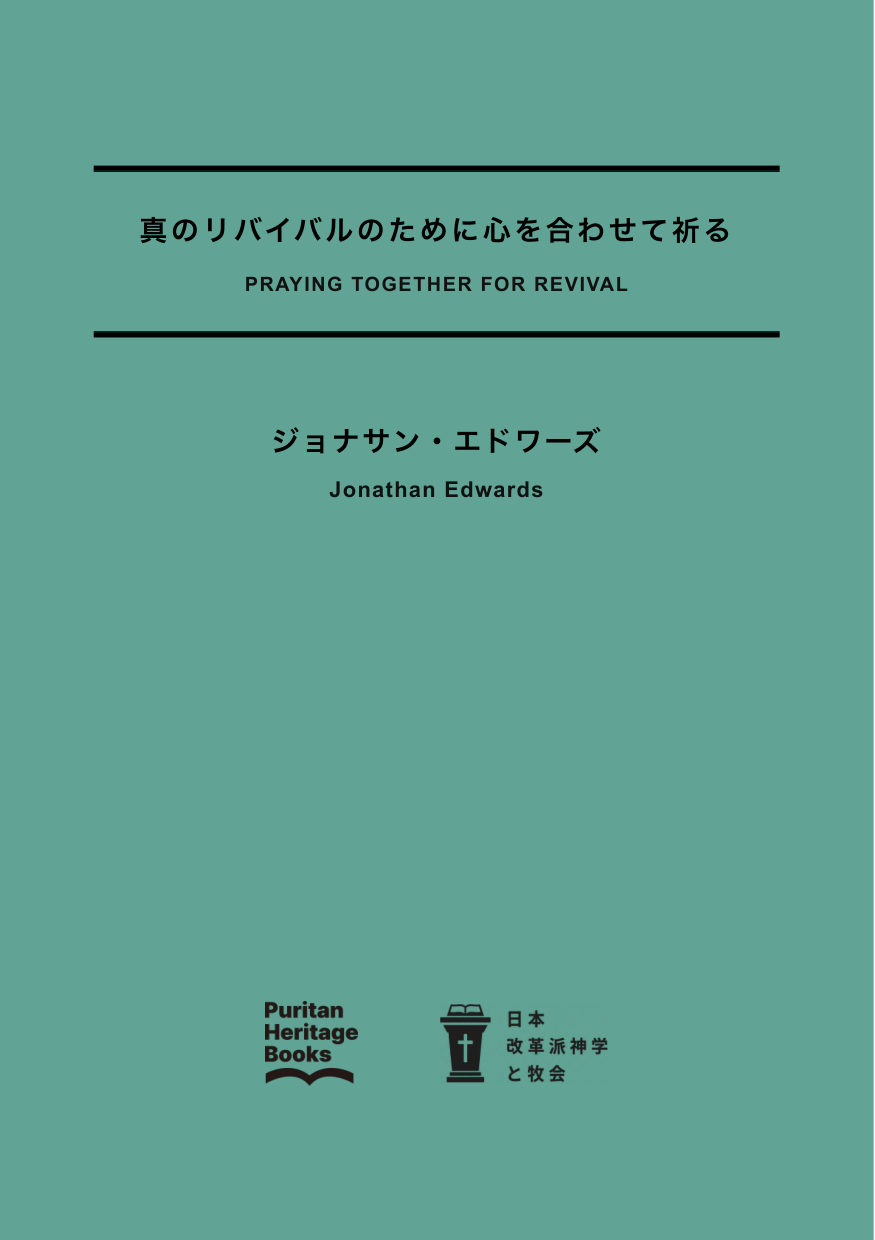 真のリバイバルのために心を合わせて祈る
PRAYING TOGETHER FOR REVIVAL
ジョナサン・エドワーズ
Jonathan Edwards
Puritan
Heritage
Books
日本
改革派神学
と牧会